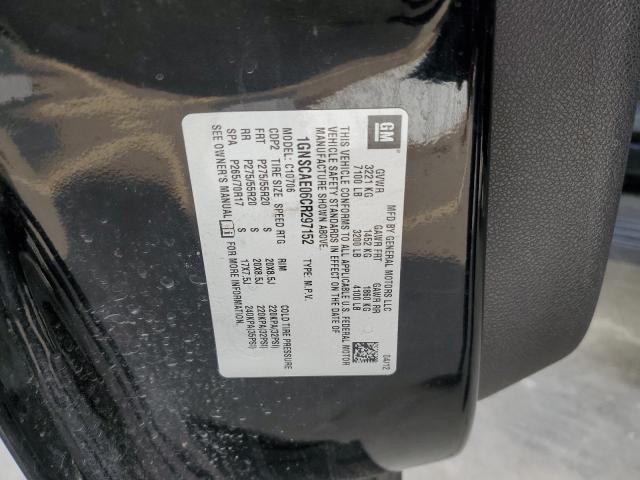 GM
MFD BY GENERAL MOTORS LLC
04/12
GVWR GAWR FRT GAWR RR
3221 KG 1452 KG 1860 KG
7100 LB 3200 LB 4100 LB
THIS VEHICLE CONFORMS TO ALL APPLICABLE U.S. FEDERAL MOTOR
VEHICLE SAFETY STANDARDS IN EFFECT ON THE DATE OF
MANUFACTURE SHOWN ABOVE.
1GNSCAE06CR297152 TYPE: M.P.V.
MODEL: C10706
CDP2 TIRE SIZE SPEED RTG RIM COLD TIRE PRESSURE
FRT P275/55R20 S 20X8.5J 220KPA(32PSI)
RR P275/55R20 S 20X8.5J 220KPA(32PSI)
SPA P265/70R17 S 17X7.5J 240KPA(35PSI)
SEE OWNER'S MANUAL FOR MORE INFORMATION.